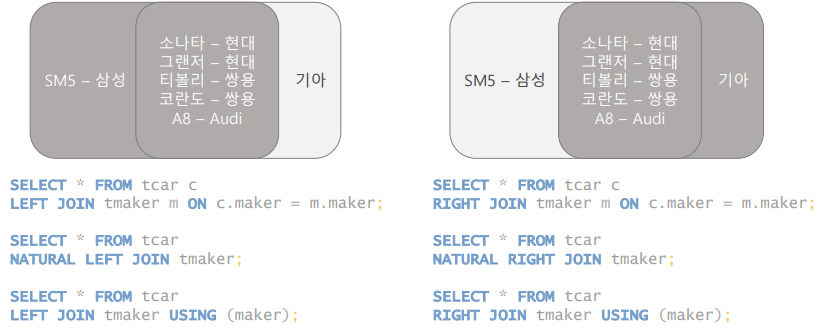 SM5 – 삼성
소나타 – 현대
그랜저 – 현대
티볼리 – 쌍용
코란도 – 쌍용
A8 – Audi
기아
SELECT * FROM tcar c
LEFT JOIN tmaker m ON c.maker = m.maker;
SELECT * FROM tcar
NATURAL LEFT JOIN tmaker;
SELECT * FROM tcar
LEFT JOIN tmaker USING (maker);
SM5 – 삼성
소나타 – 현대
그랜저 – 현대
티볼리 – 쌍용
코란도 – 쌍용
A8 – Audi
기아
SELECT * FROM tcar c
RIGHT JOIN tmaker m ON c.maker = m.maker;
SELECT * FROM tcar
NATURAL RIGHT JOIN tmaker;
SELECT * FROM tcar
RIGHT JOIN tmaker USING (maker);